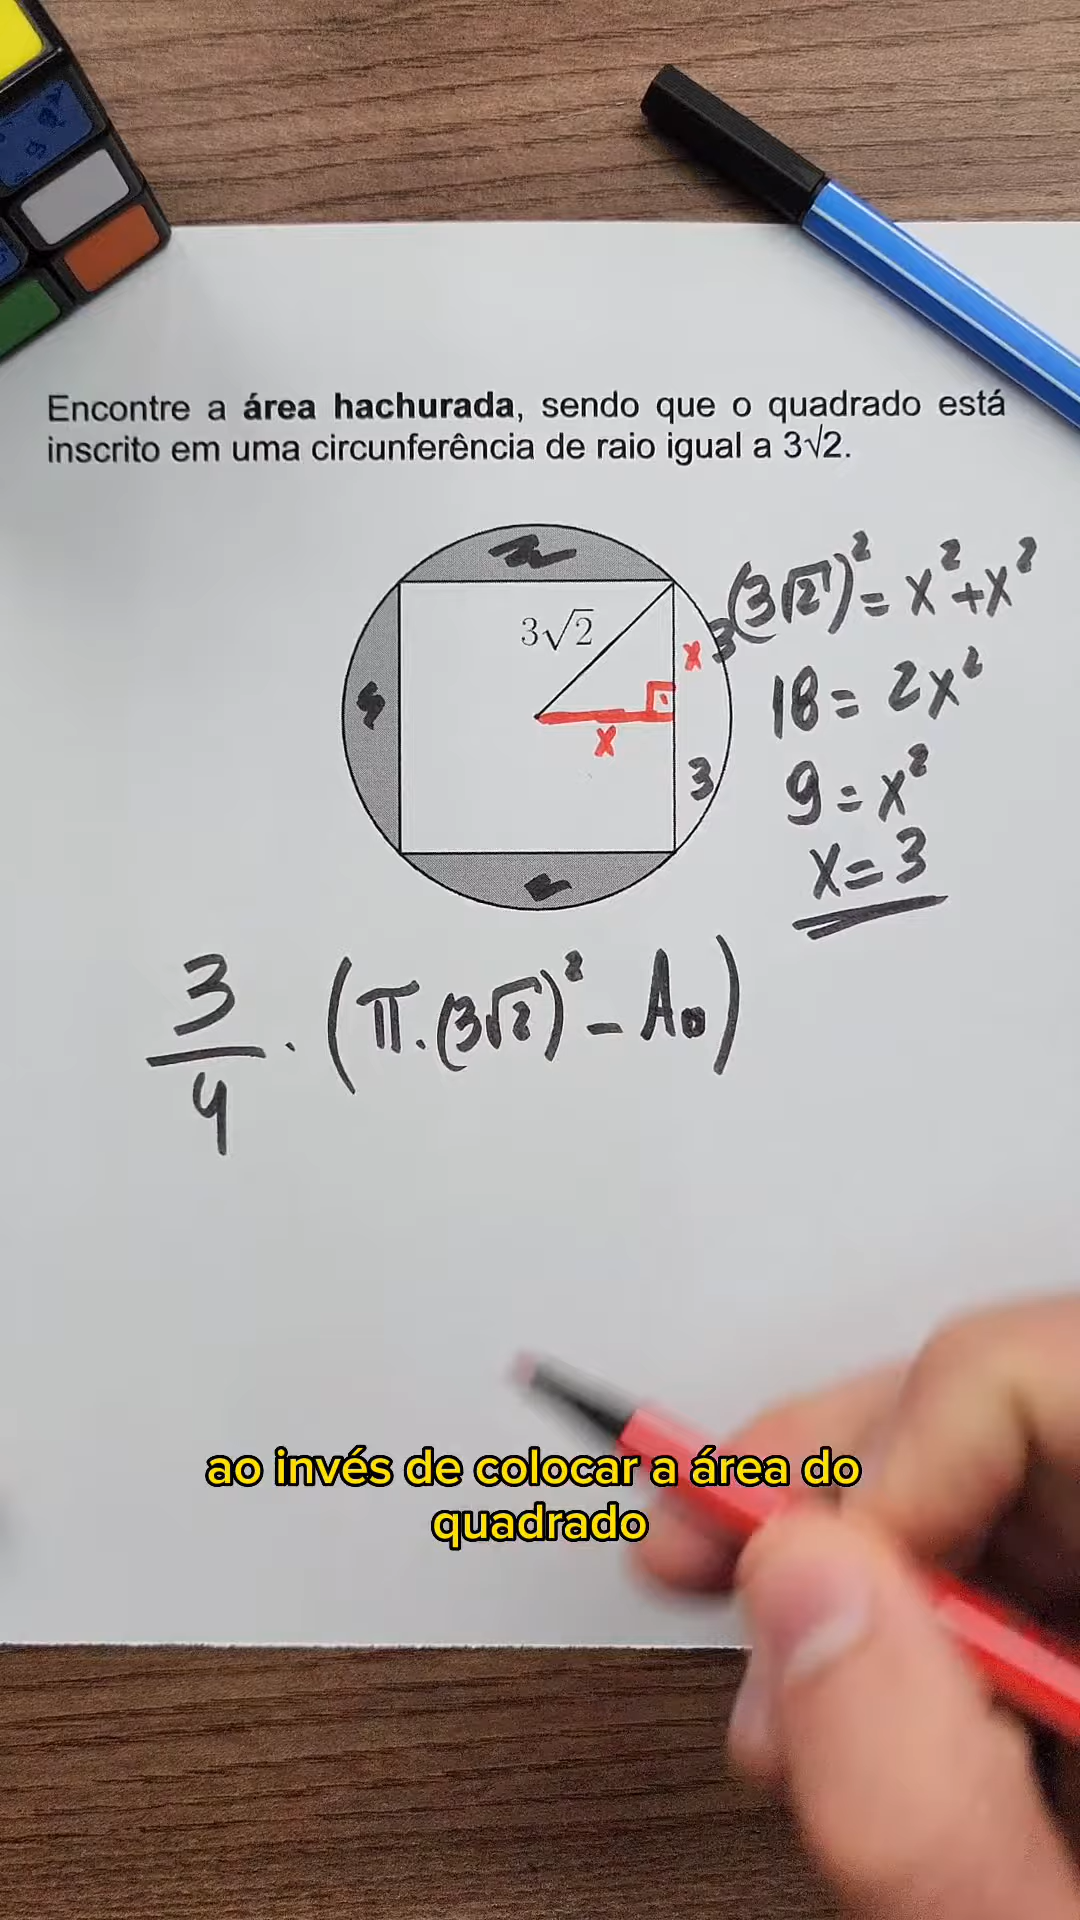 Encontre a área hachurada, sendo que o quadrado está
inscrito em uma circunferência de raio igual a 3√2.
3√2
x
3
x
3
(3√2)² = x² + x²
18 = 2x²
9 = x²
x = 3
3/4 · (π · (3√2)² - A□)
ao invés de colocar a área do
quadrado